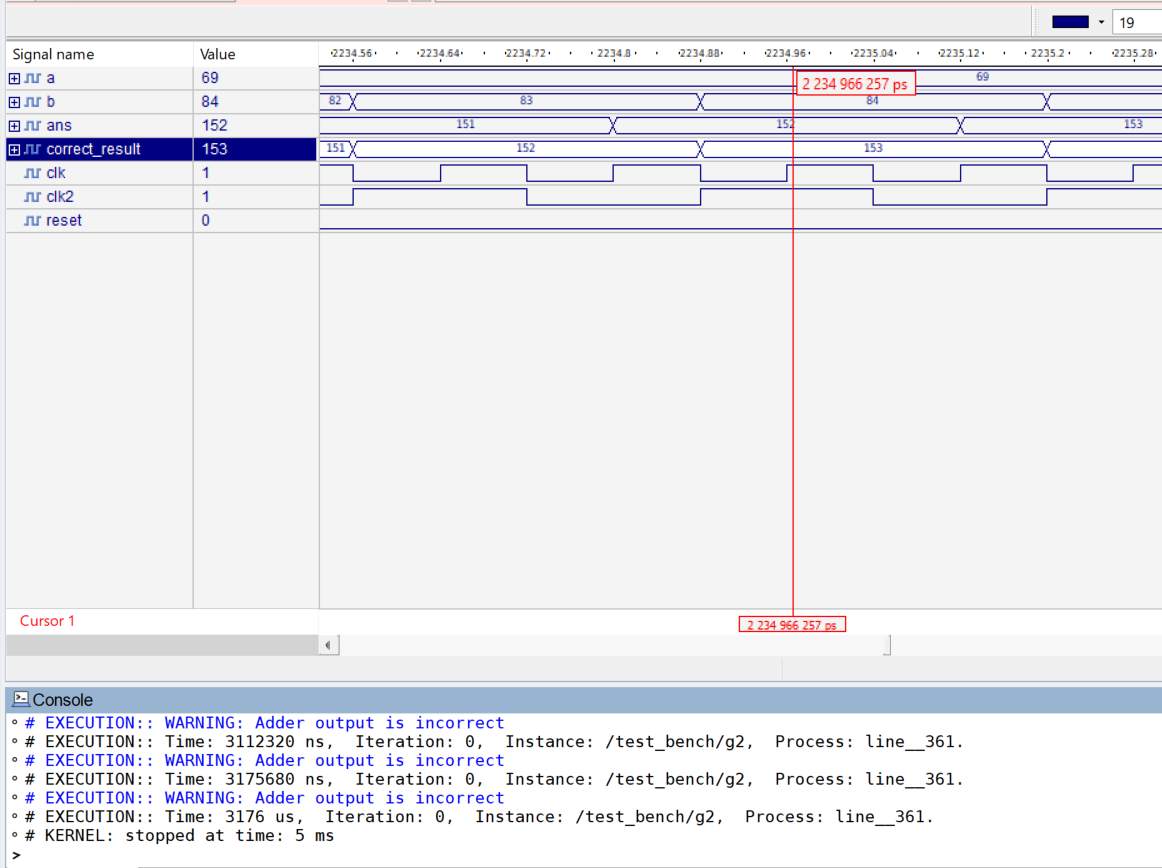 19
Signal name Value 2234.56 2234.64 2234.72 2234.8 2234.88 2234.96 2235.04 2235.12 2235.2 2235.28
a 69 69
2 234 966 257 ps
b 84 82 83 84
ans 152 151 152 153
correct_result 153 151 152 153
clk 1
clk2 1
reset 0
Cursor 1 2 234 966 257 ps
Console
# EXECUTION:: WARNING: Adder output is incorrect
# EXECUTION:: Time: 3112320 ns, Iteration: 0, Instance: /test_bench/g2, Process: line__361.
# EXECUTION:: WARNING: Adder output is incorrect
# EXECUTION:: Time: 3175680 ns, Iteration: 0, Instance: /test_bench/g2, Process: line__361.
# EXECUTION:: WARNING: Adder output is incorrect
# EXECUTION:: Time: 3176 us, Iteration: 0, Instance: /test_bench/g2, Process: line__361.
# KERNEL: stopped at time: 5 ms
>